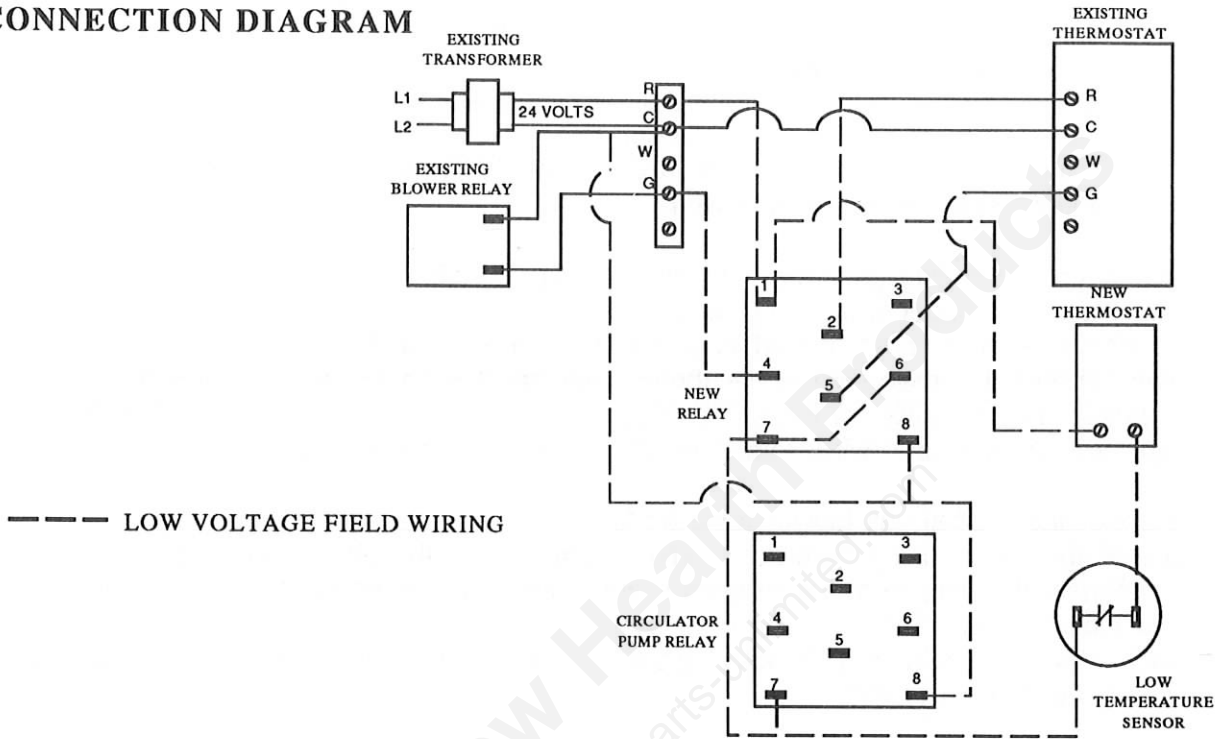 CONNECTION DIAGRAM
EXISTING
TRANSFORMER
L1
L2
24 VOLTS
R
C
W
G
EXISTING
BLOWER RELAY
EXISTING
THERMOSTAT
R
C
W
G
NEW
THERMOSTAT
1
3
2
4
6
5
7
8
NEW
RELAY
LOW VOLTAGE FIELD WIRING
1
3
2
4
6
5
7
8
CIRCULATOR
PUMP RELAY
LOW
TEMPERATURE
SENSOR
Hearth Products